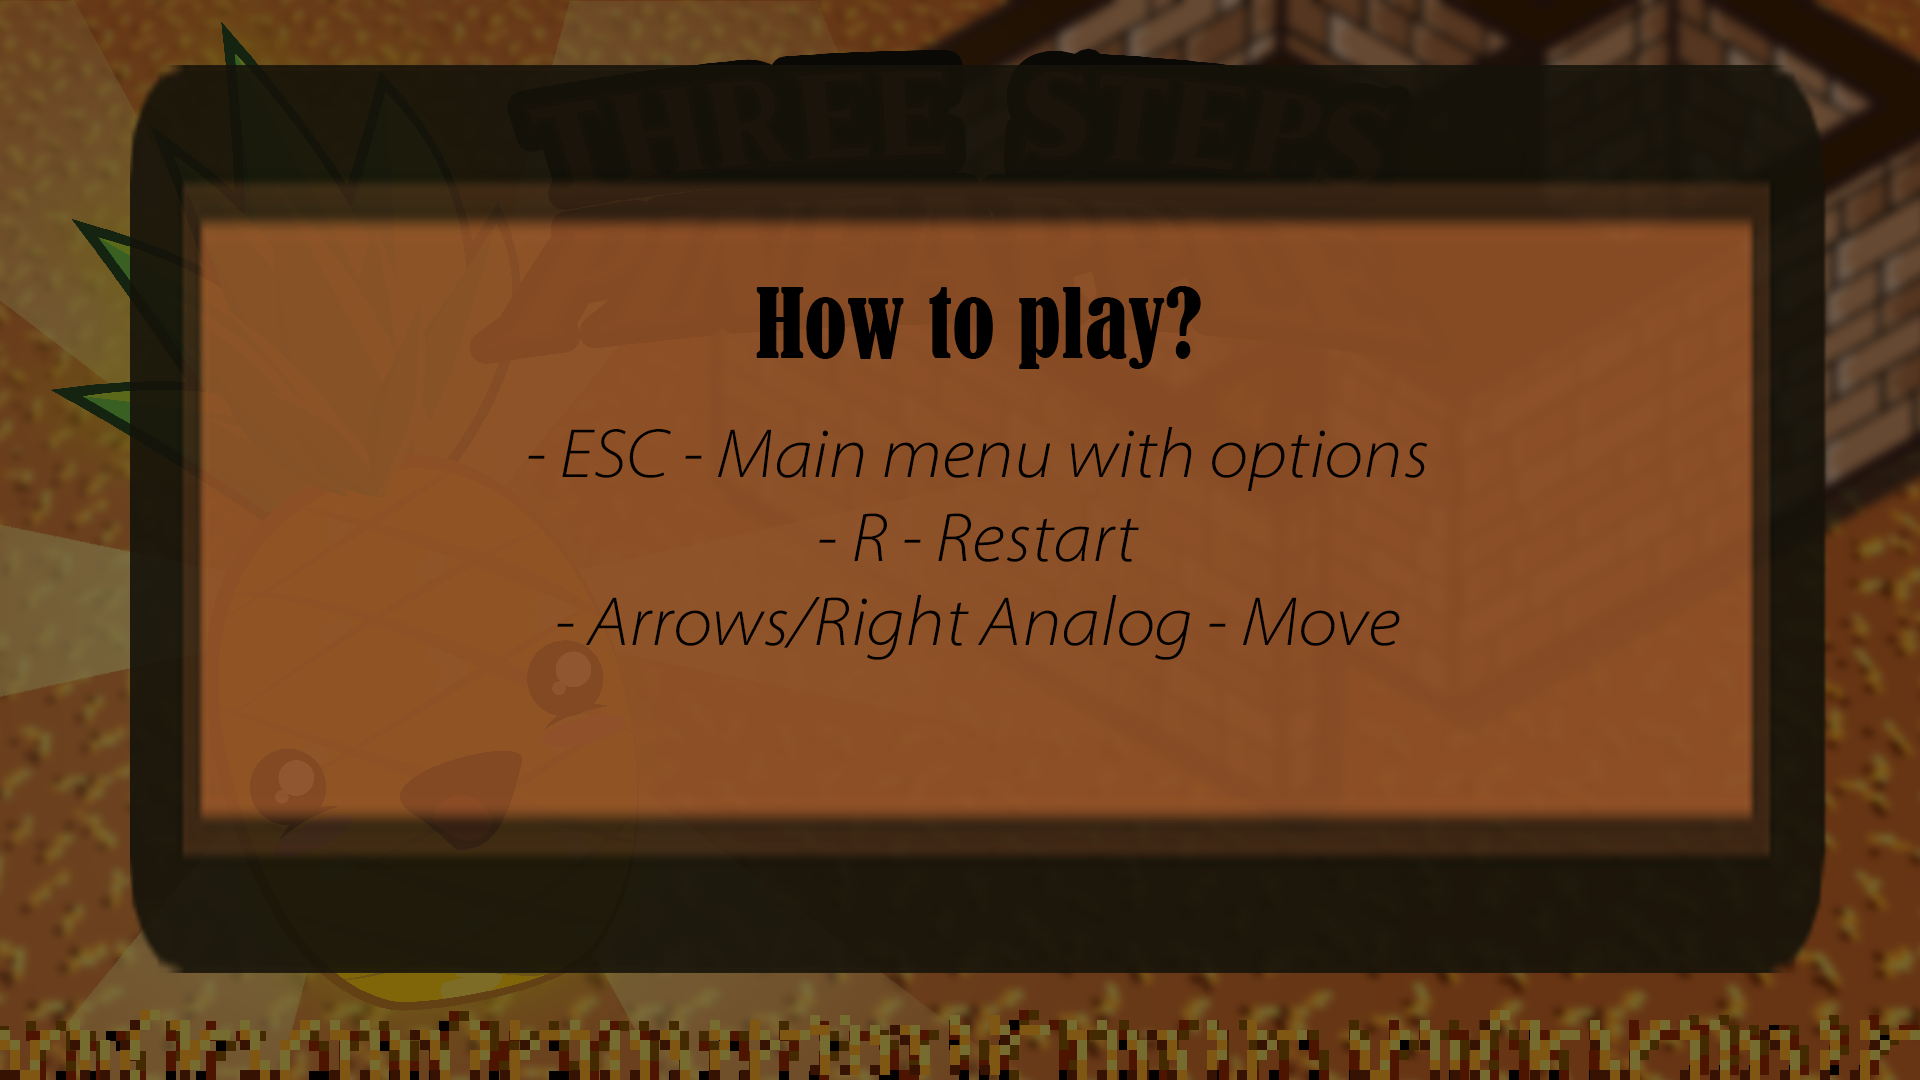 THREE STEPS
How to play?
- ESC - Main menu with options
- R - Restart
- Arrows/Right Analog - Move